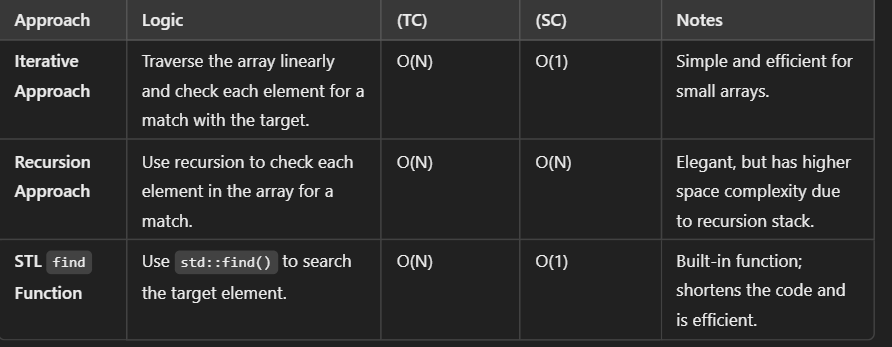 Approach Logic (TC) (SC) Notes
Iterative Approach
Traverse the array linearly
and check each element for a
match with the target.
O(N)
O(1)
Simple and efficient for
small arrays.
Recursion
Approach
Use recursion to check each
element in the array for a
match.
O(N)
O(N)
Elegant, but has higher
space complexity due
to recursion stack.
STL find
Function
Use std::find() to search
the target element.
O(N)
O(1)
Built-in function;
shortens the code and
is efficient.